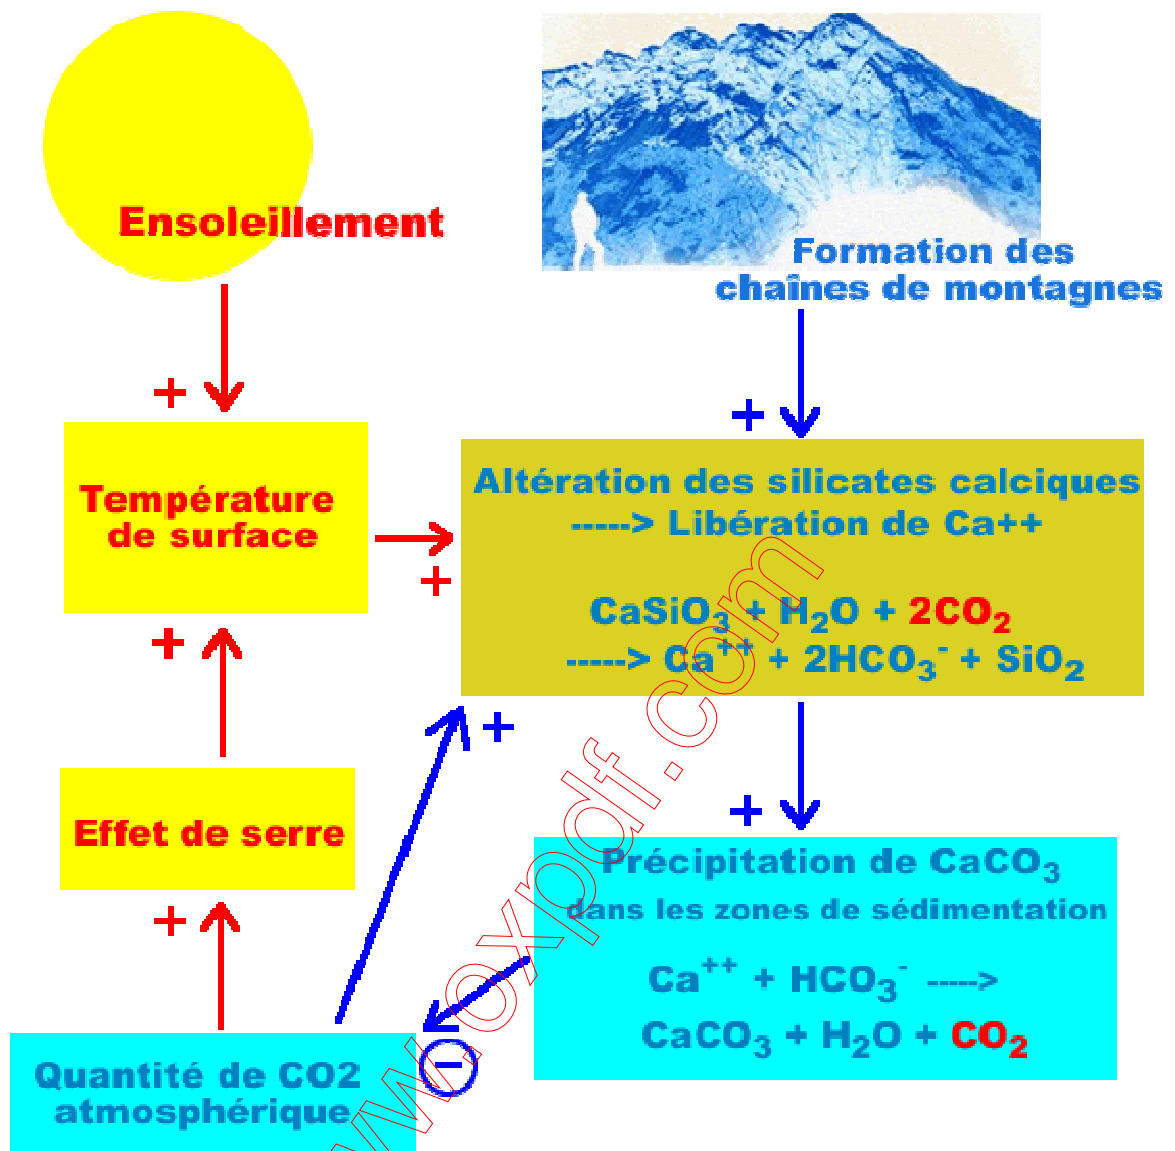 Ensoleillement
Formation des
chaînes de montagnes
+
+
Température
de surface
+
Altération des silicates calciques
-----> Libération de Ca++
CaSiO₃ + H₂O + 2CO₂
-----> Ca⁺⁺ + 2HCO₃⁻ + SiO₂
+
+
+
Effet de serre
+
Précipitation de CaCO₃
dans les zones de sédimentation
Ca⁺⁺ + HCO₃⁻ ----->
CaCO₃ + H₂O + CO₂
Quantité de CO2
atmosphérique
−
w.oxpdf.com